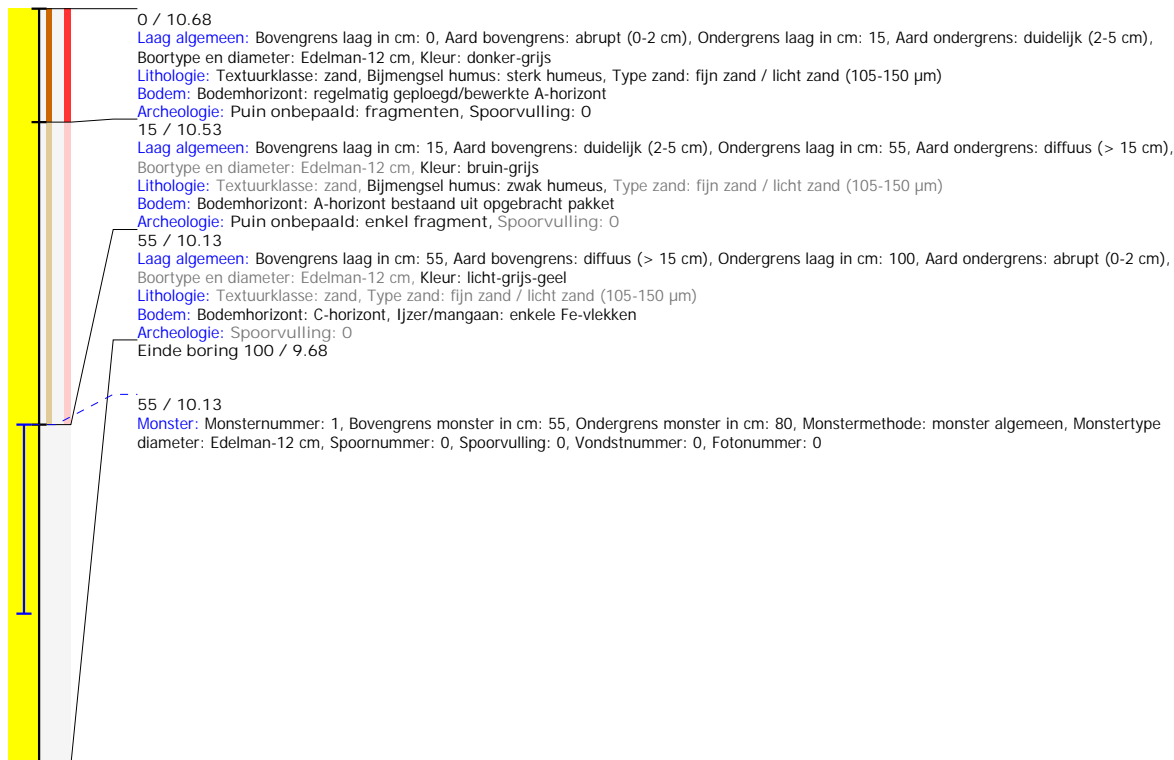 0 / 10.68
Laag algemeen: Bovengrens laag in cm: 0, Aard bovengrens: abrupt (0-2 cm), Ondergrens laag in cm: 15, Aard ondergrens: duidelijk (2-5 cm),
Boortype en diameter: Edelman-12 cm, Kleur: donker-grijs
Lithologie: Textuurklasse: zand, Bijmengsel humus: sterk humeus, Type zand: fijn zand / licht zand (105-150 µm)
Bodem: Bodemhorizont: regelmatig geploegd/bewerkte A-horizont
Archeologie: Puin onbepaald: fragmenten, Spoorvulling: 0
15 / 10.53
Laag algemeen: Bovengrens laag in cm: 15, Aard bovengrens: duidelijk (2-5 cm), Ondergrens laag in cm: 55, Aard ondergrens: diffuus (> 15 cm),
Boortype en diameter: Edelman-12 cm, Kleur: bruin-grijs
Lithologie: Textuurklasse: zand, Bijmengsel humus: zwak humeus, Type zand: fijn zand / licht zand (105-150 µm)
Bodem: Bodemhorizont: A-horizont bestaand uit opgebracht pakket
Archeologie: Puin onbepaald: enkel fragment, Spoorvulling: 0
55 / 10.13
Laag algemeen: Bovengrens laag in cm: 55, Aard bovengrens: diffuus (> 15 cm), Ondergrens laag in cm: 100, Aard ondergrens: abrupt (0-2 cm),
Boortype en diameter: Edelman-12 cm, Kleur: licht-grijs-geel
Lithologie: Textuurklasse: zand, Type zand: fijn zand / licht zand (105-150 µm)
Bodem: Bodemhorizont: C-horizont, Ijzer/mangaan: enkele Fe-vlekken
Archeologie: Spoorvulling: 0
Einde boring 100 / 9.68
55 / 10.13
Monster: Monsternummer: 1, Bovengrens monster in cm: 55, Ondergrens monster in cm: 80, Monstermethode: monster algemeen, Monstertype
diameter: Edelman-12 cm, Spoornummer: 0, Spoorvulling: 0, Vondstnummer: 0, Fotonummer: 0